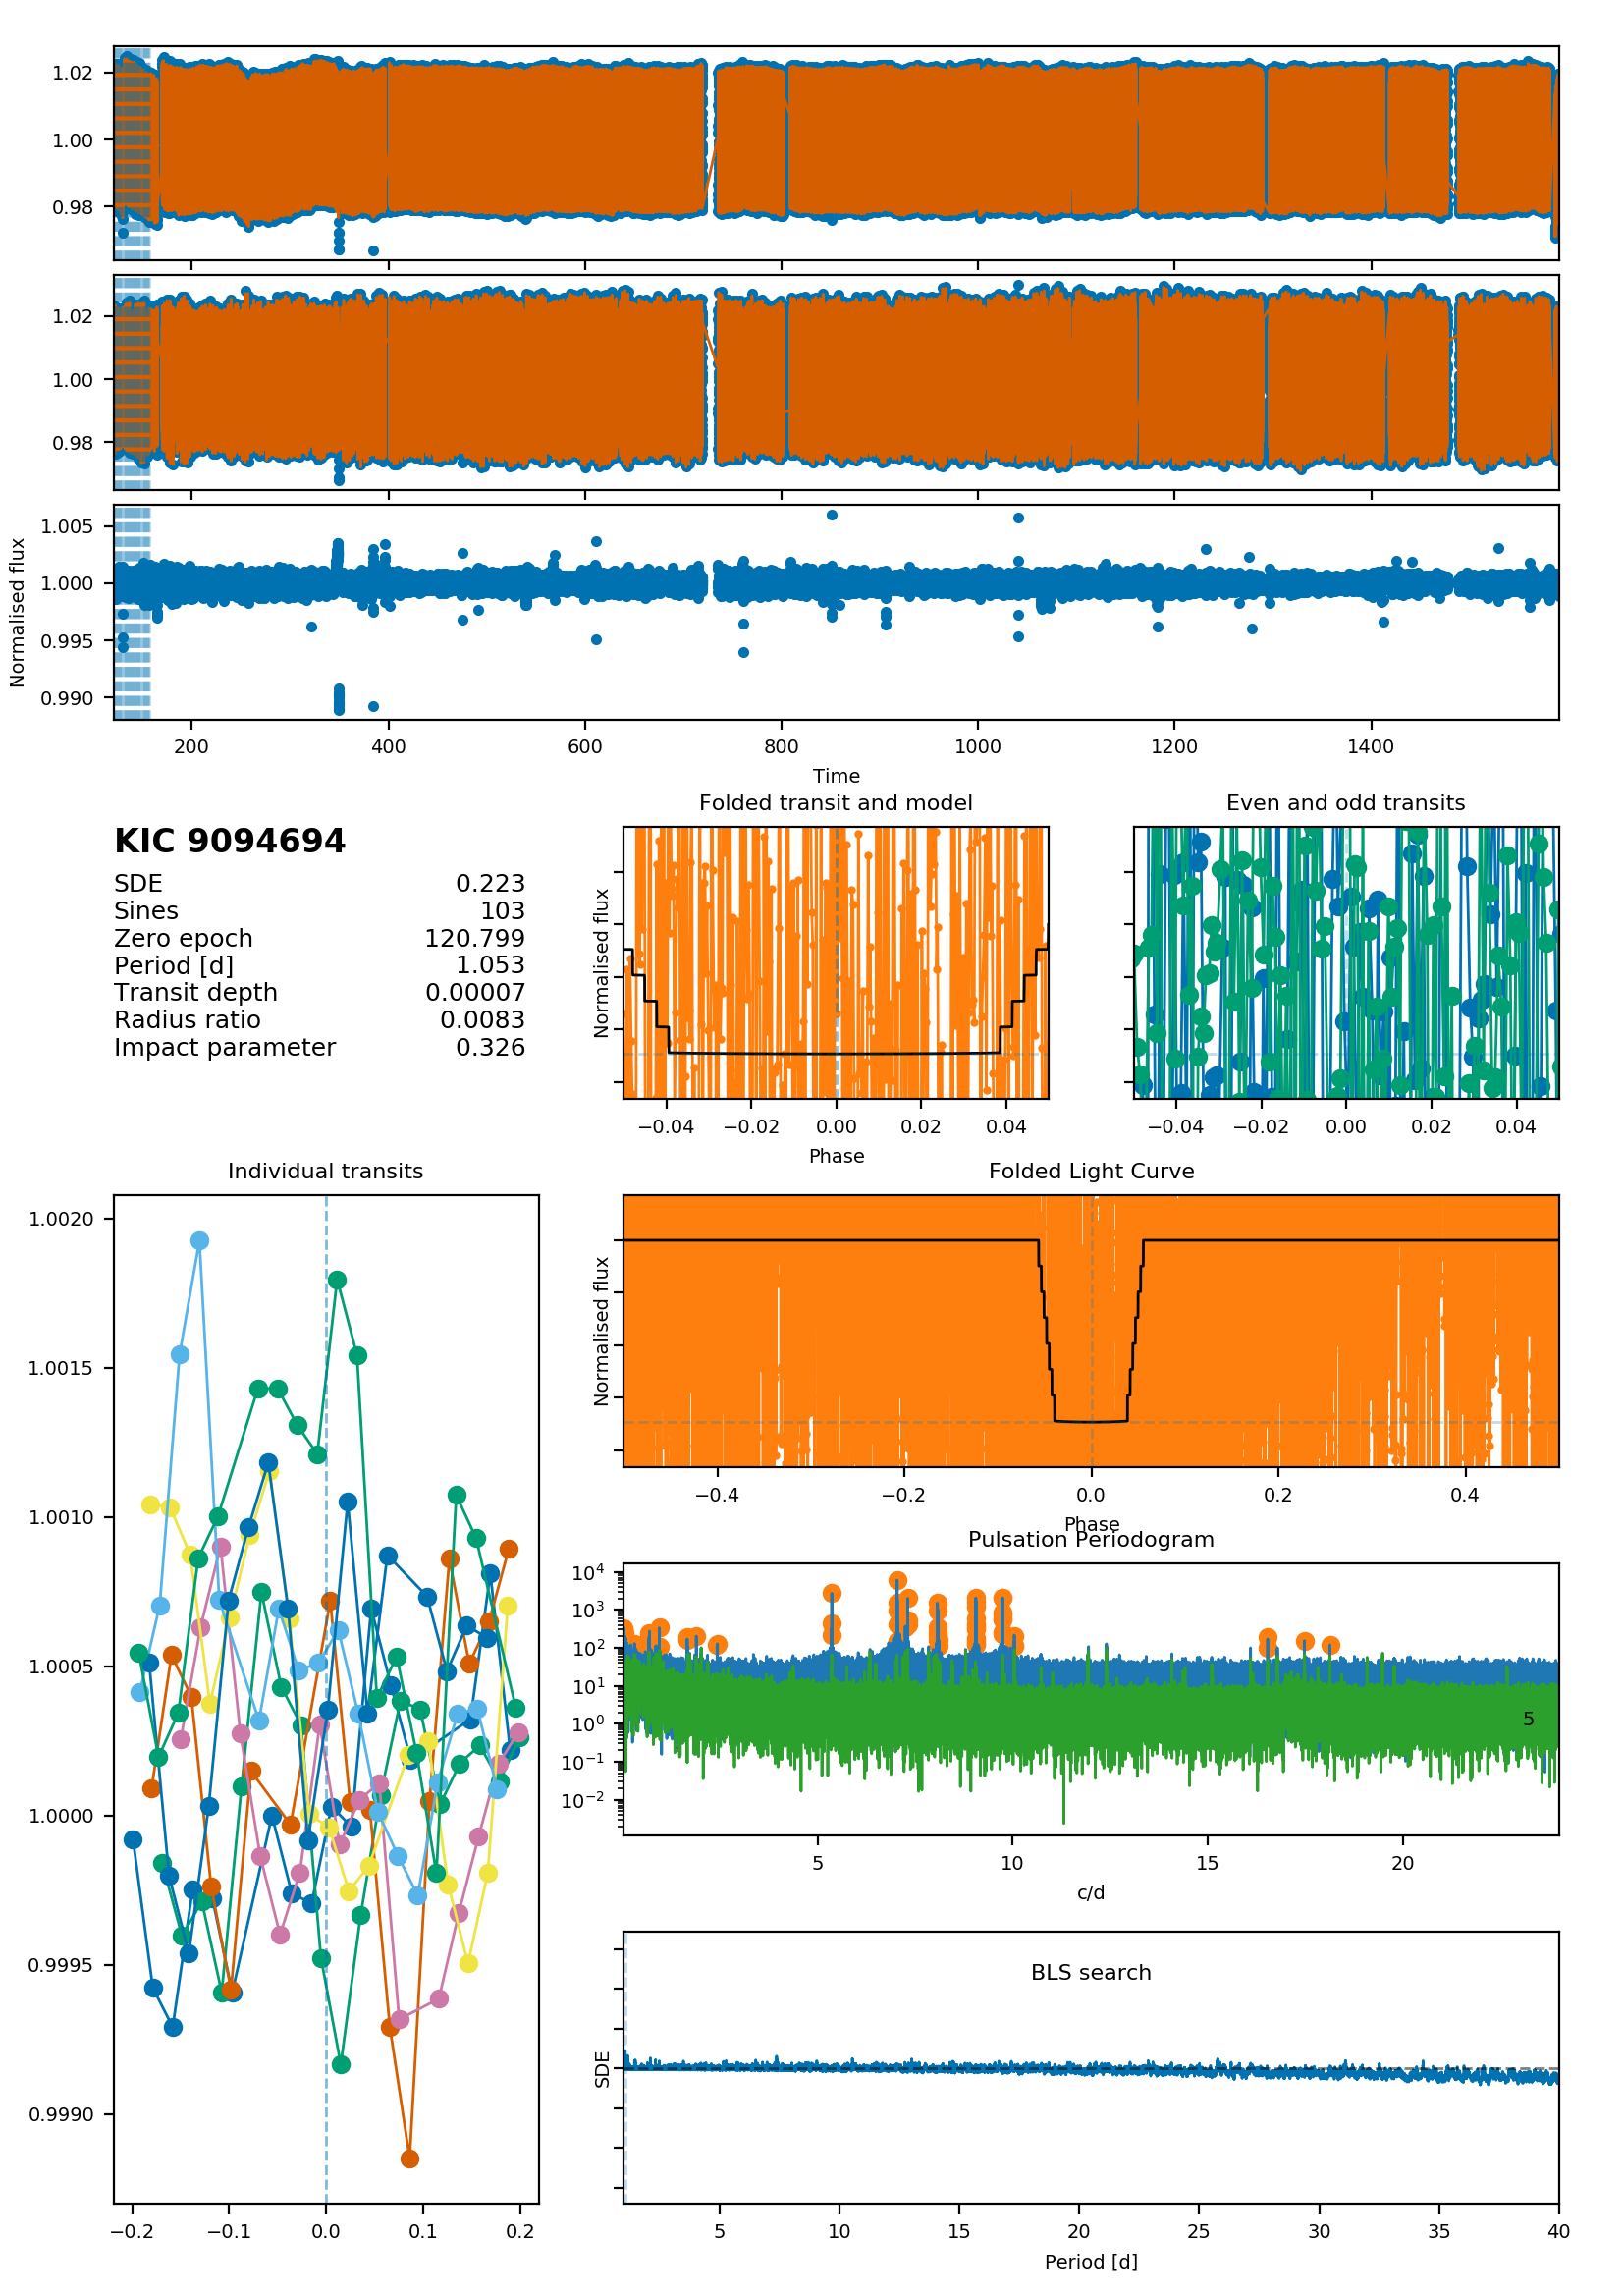 1.02
1.00
0.98
1.02
1.00
0.98
1.005
1.000
0.995
0.990
Normalised flux
200 400 600 800 1000 1200 1400
Time
KIC 9094694
SDE 0.223
Sines 103
Zero epoch 120.799
Period [d] 1.053
Transit depth 0.00007
Radius ratio 0.0083
Impact parameter 0.326
Folded transit and model
Normalised flux
−0.04 −0.02 0.00 0.02 0.04
Phase
Even and odd transits
−0.04 −0.02 0.00 0.02 0.04
Individual transits
1.0020
1.0015
1.0010
1.0005
1.0000
0.9995
0.9990
−0.2 −0.1 0.0 0.1 0.2
Folded Light Curve
Normalised flux
−0.4 −0.2 0.0 0.2 0.4
Phase
Pulsation Periodogram
10⁴
10³
10²
10¹
10⁰
10⁻¹
10⁻²
5
5 10 15 20
c/d
BLS search
SDE
5 10 15 20 25 30 35 40
Period [d]